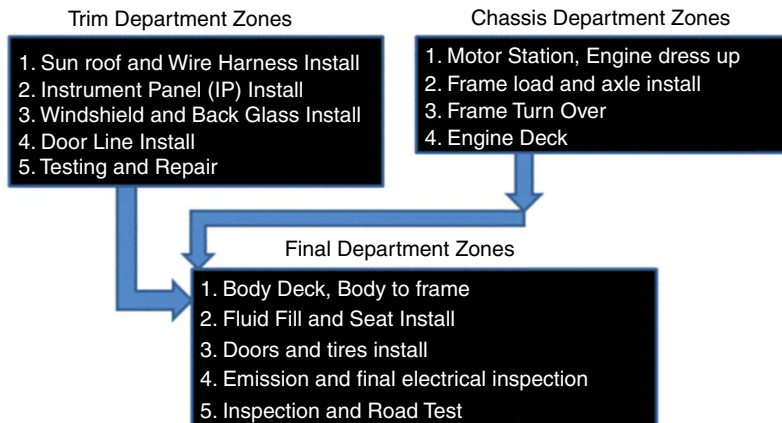 Trim Department Zones
1. Sun roof and Wire Harness Install
2. Instrument Panel (IP) Install
3. Windshield and Back Glass Install
4. Door Line Install
5. Testing and Repair
Chassis Department Zones
1. Motor Station, Engine dress up
2. Frame load and axle install
3. Frame Turn Over
4. Engine Deck
Final Department Zones
1. Body Deck, Body to frame
2. Fluid Fill and Seat Install
3. Doors and tires install
4. Emission and final electrical inspection
5. Inspection and Road Test